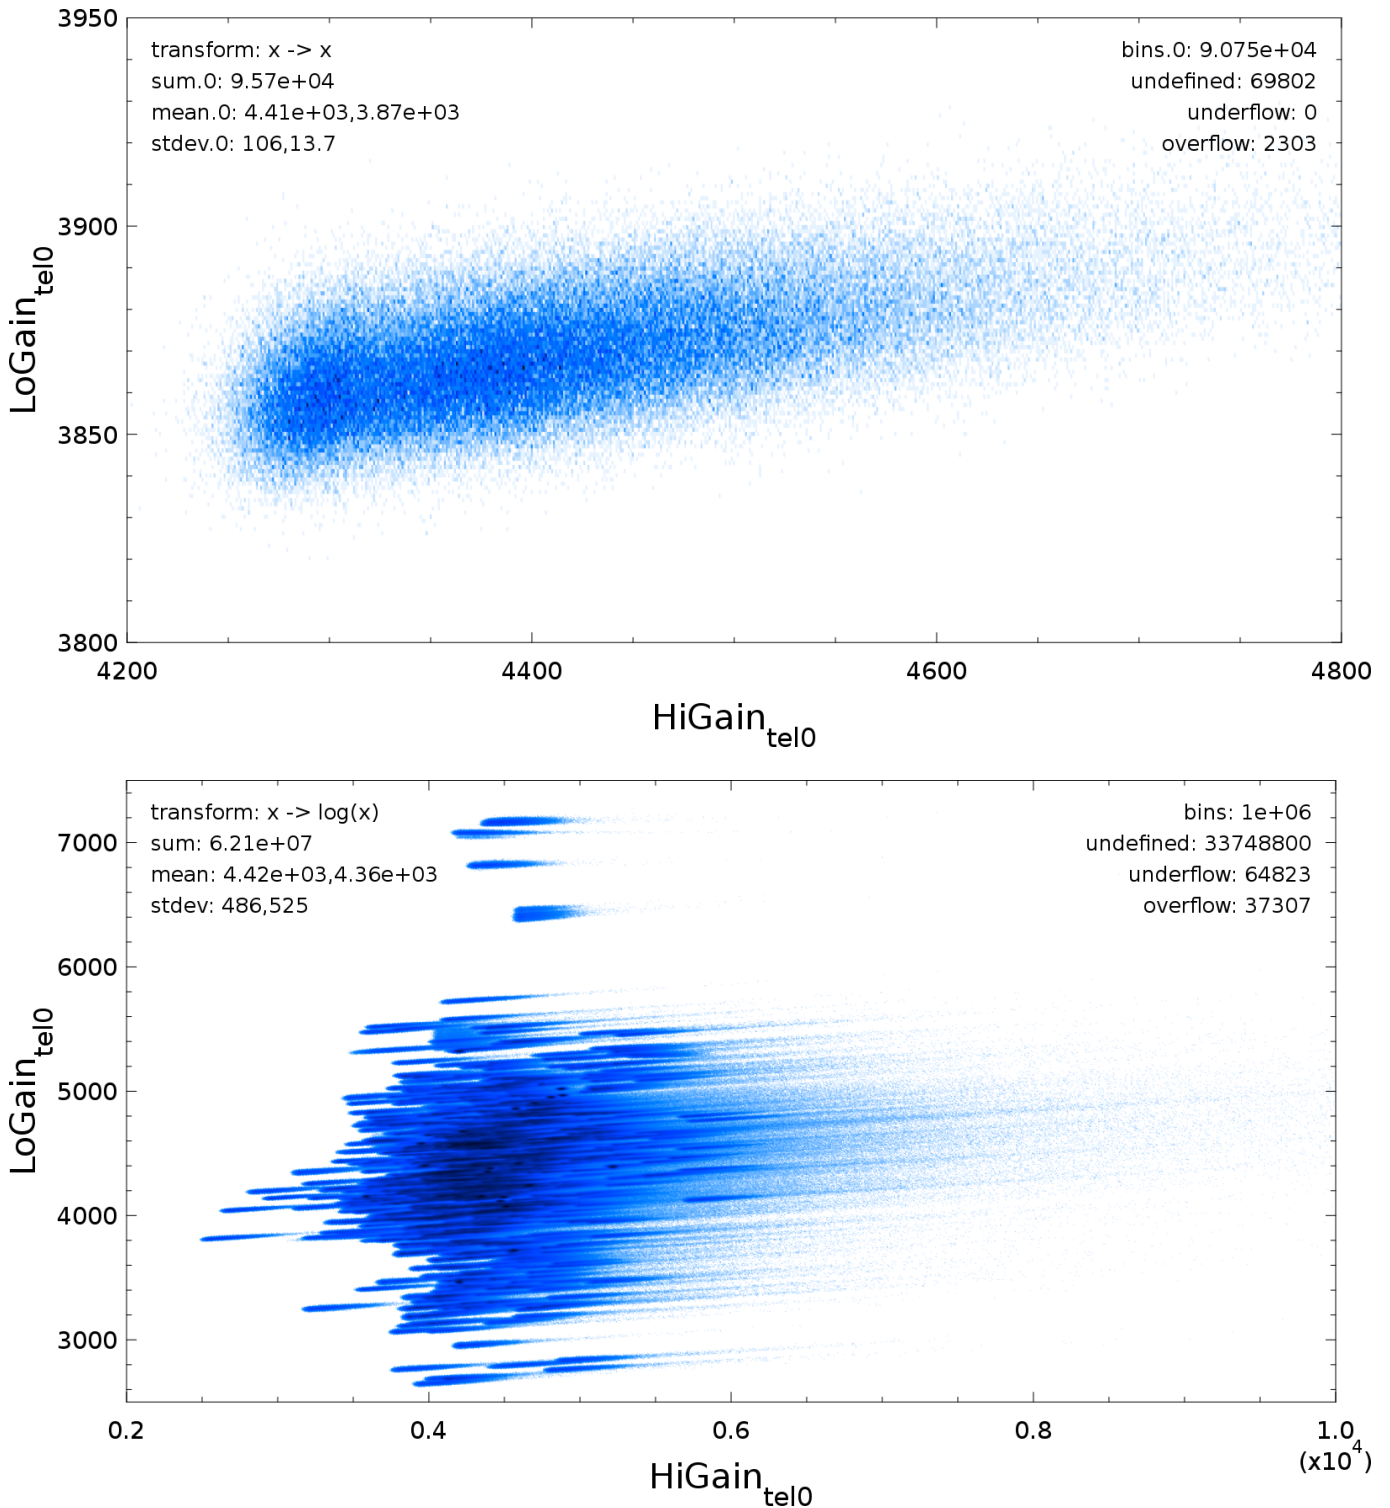 3950
transform: x -> x
sum.0: 9.57e+04
mean.0: 4.41e+03,3.87e+03
stdev.0: 106,13.7
bins.0: 9.075e+04
undefined: 69802
underflow: 0
overflow: 2303
3900
3850
3800
LoGain_tel0
4200 4400 4600 4800
HiGain_tel0
transform: x -> log(x)
sum: 6.21e+07
mean: 4.42e+03,4.36e+03
stdev: 486,525
bins: 1e+06
undefined: 33748800
underflow: 64823
overflow: 37307
7000
6000
5000
4000
3000
LoGain_tel0
0.2 0.4 0.6 0.8 1.0
(x10^4)
HiGain_tel0